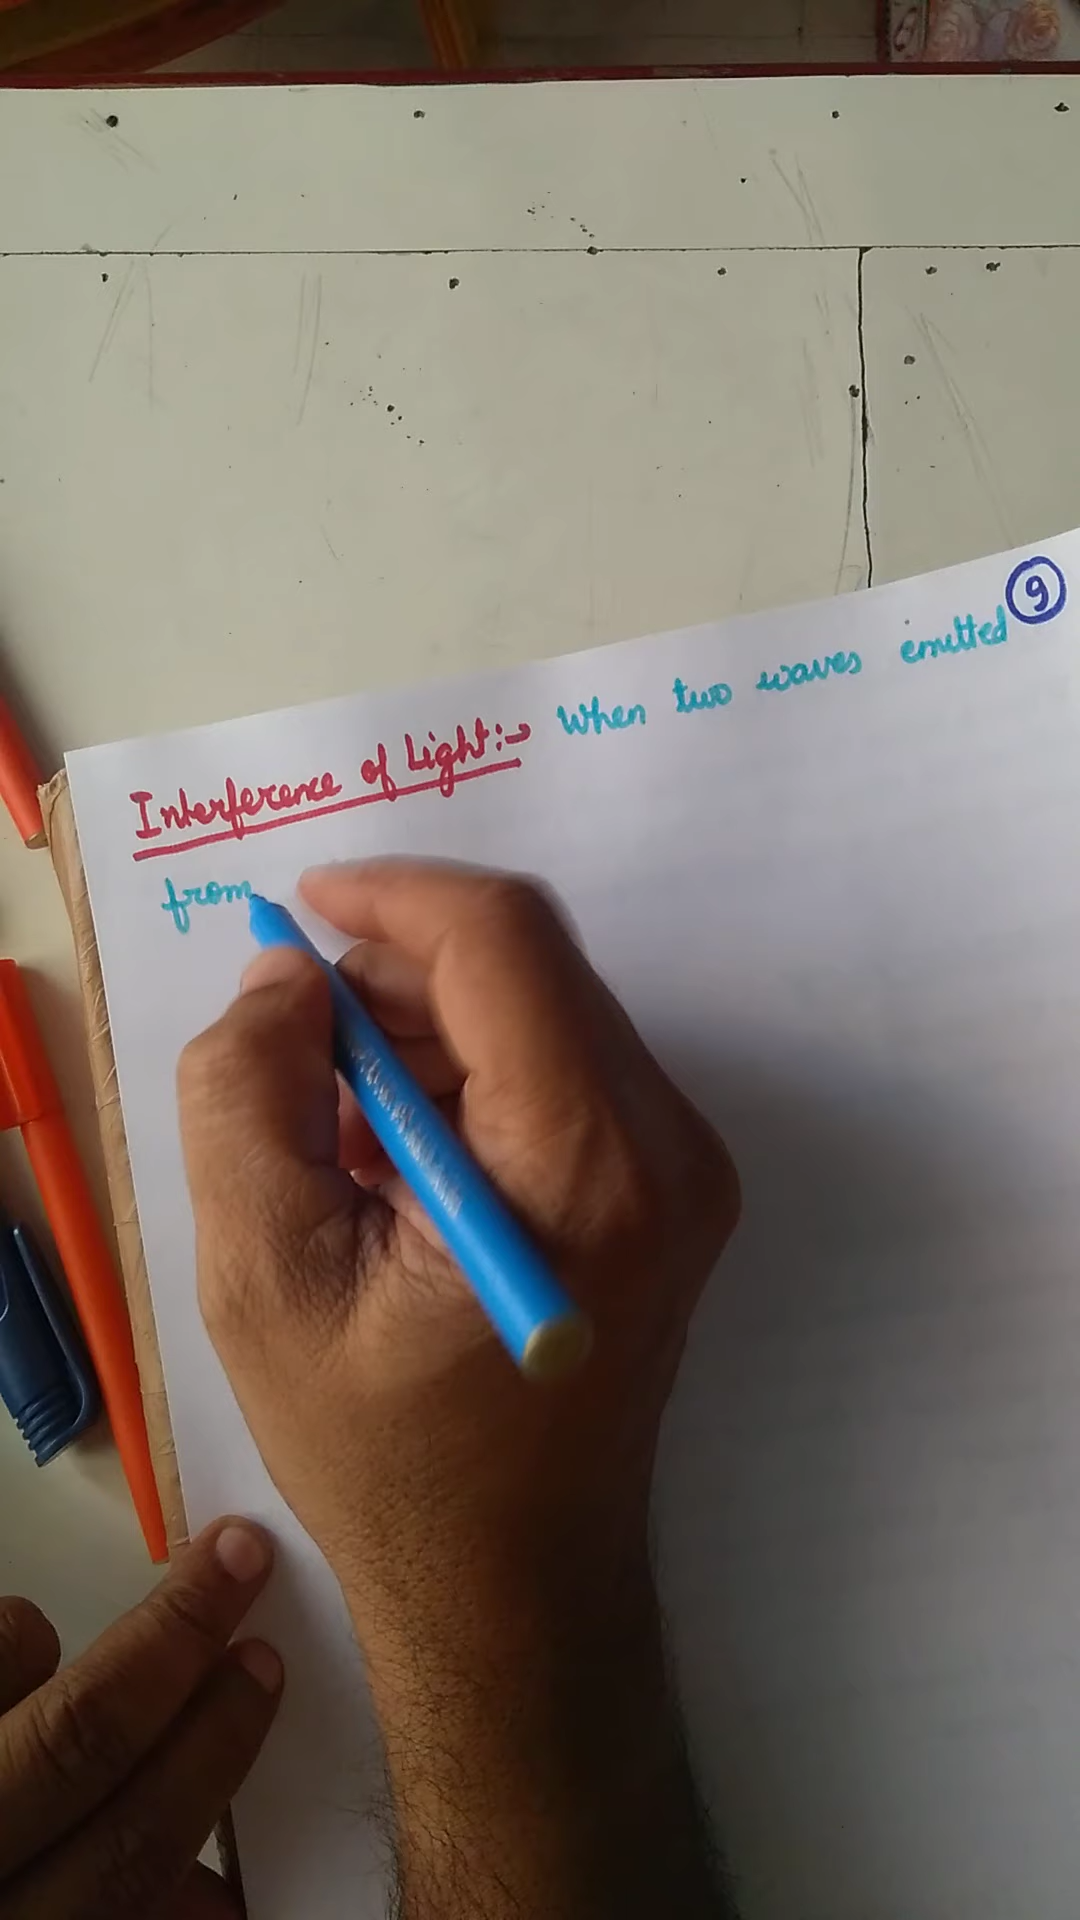 9
Interference of Light:→ When two waves emitted
from